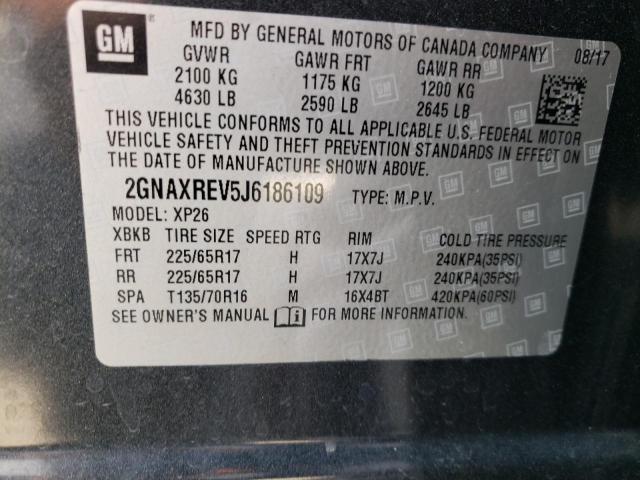 GM
MFD BY GENERAL MOTORS OF CANADA COMPANY 08/17
GVWR GAWR FRT GAWR RR
2100 KG 1175 KG 1200 KG
4630 LB 2590 LB 2645 LB
THIS VEHICLE CONFORMS TO ALL APPLICABLE U.S. FEDERAL MOTOR
VEHICLE SAFETY AND THEFT PREVENTION STANDARDS IN EFFECT ON
THE DATE OF MANUFACTURE SHOWN ABOVE.
2GNAXREV5J6186109 TYPE: M.P.V.
MODEL: XP26
XBKB TIRE SIZE SPEED RTG RIM COLD TIRE PRESSURE
FRT 225/65R17 H 17X7J 240KPA(35PSI)
RR 225/65R17 H 17X7J 240KPA(35PSI)
SPA T135/70R16 M 16X4BT 420KPA(60PSI)
SEE OWNER'S MANUAL i FOR MORE INFORMATION.